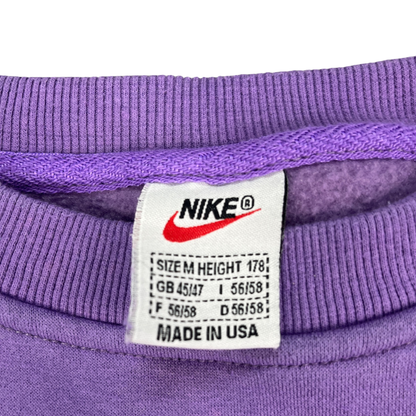 NIKE®
SIZE M HEIGHT 178
GB 45/47 I 56/58
F 56/58 D 56/58
MADE IN USA